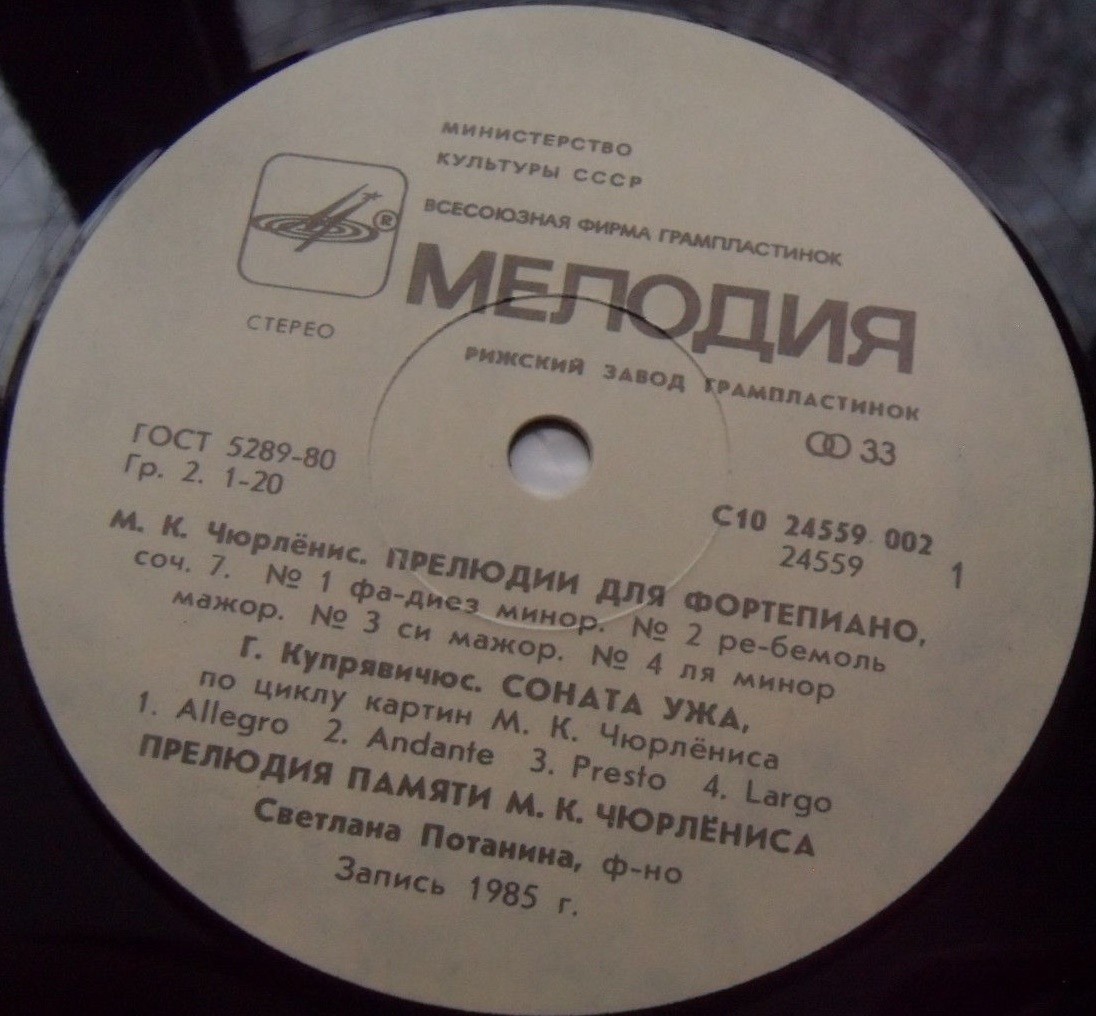 МИНИСТЕРСТВО
КУЛЬТУРЫ СССР
ВСЕСОЮЗНАЯ ФИРМА ГРАМПЛАСТИНОК
®
МЕЛОДИЯ
СТЕРЕО
РИЖСКИЙ ЗАВОД ГРАМПЛАСТИНОК
33
ГОСТ 5289-80
Гр. 2. 1-20
С10 24559 002
24559
1
М. К. Чюрлёнис. ПРЕЛЮДИИ ДЛЯ ФОРТЕПИАНО,
соч. 7. № 1 фа-диез минор. № 2 ре-бемоль
мажор. № 3 си мажор. № 4 ля минор
Г. Купрявичюс. СОНАТА УЖА,
по циклу картин М. К. Чюрлёниса
1. Allegro 2. Andante 3. Presto 4. Largo
ПРЕЛЮДИЯ ПАМЯТИ М. К. ЧЮРЛЁНИСА
Светлана Потанина, ф-но
Запись 1985 г.